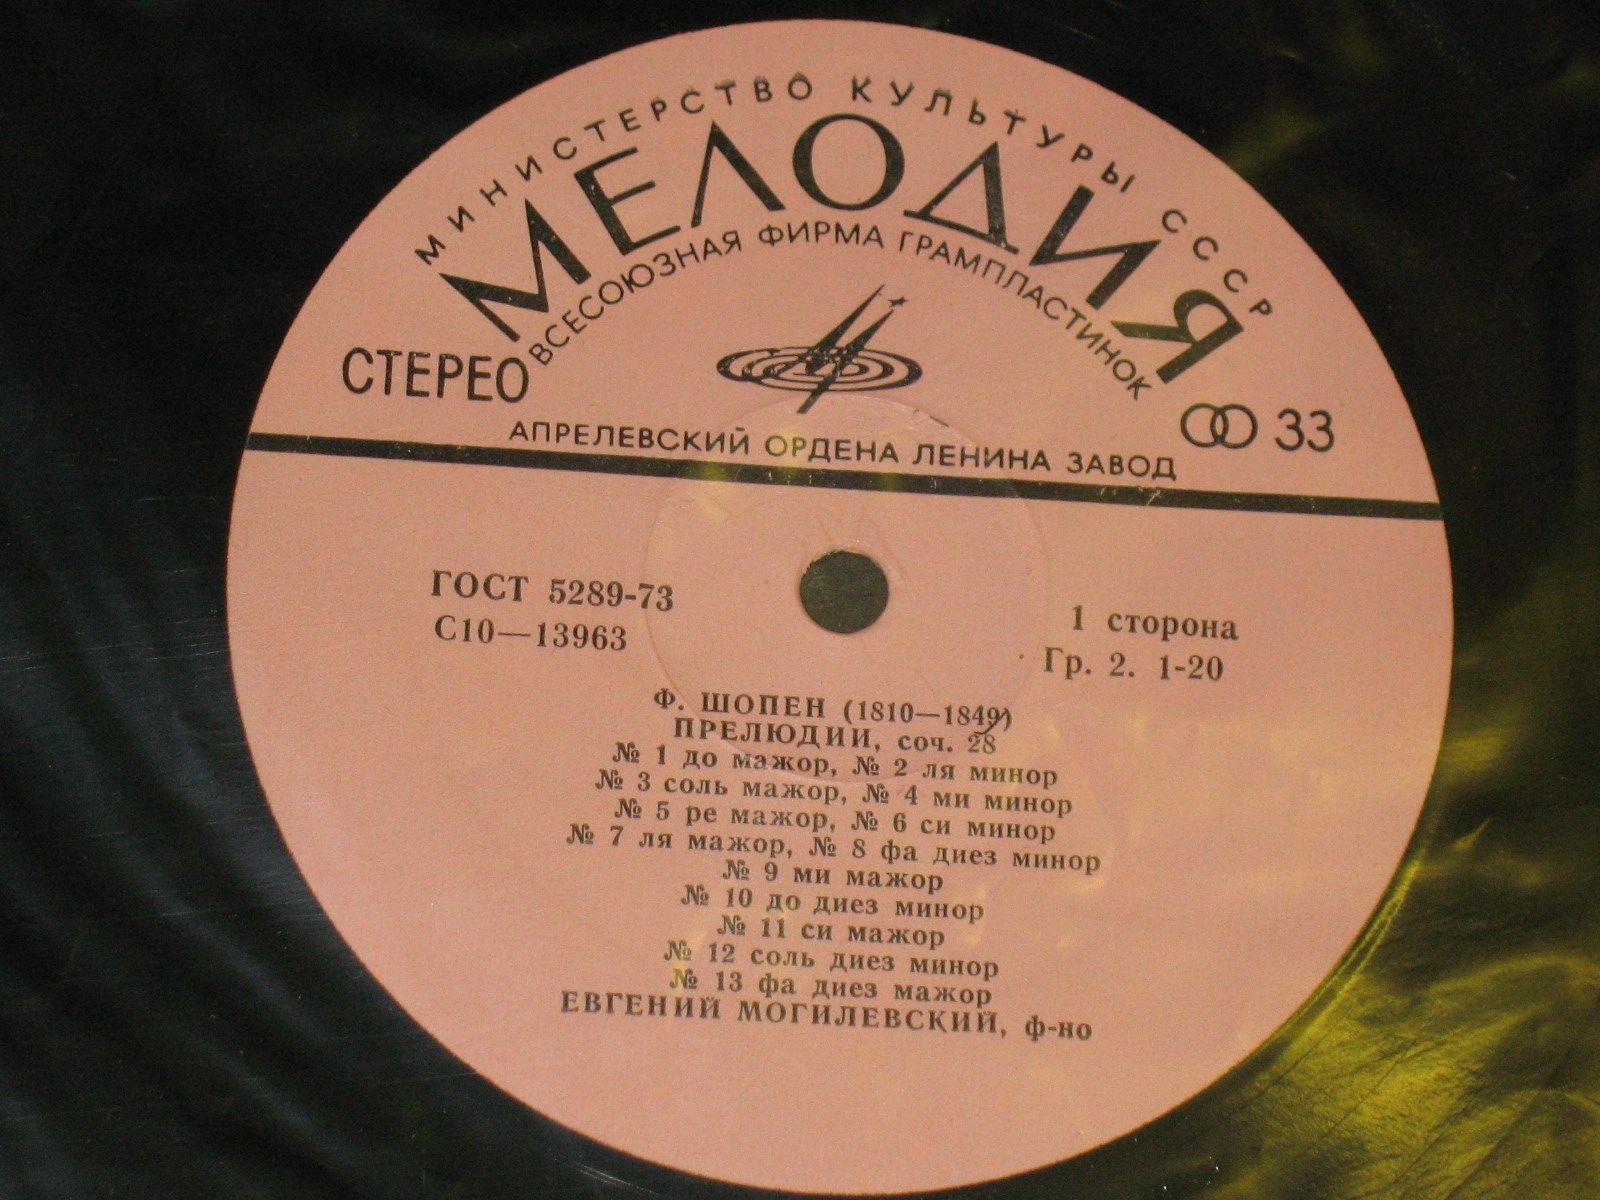 МИНИСТЕРСТВО КУЛЬТУРЫ СССР
МЕЛОДИЯ
ВСЕСОЮЗНАЯ ФИРМА ГРАМПЛАСТИНОК
СТЕРЕО
33
АПРЕЛЕВСКИЙ ОРДЕНА ЛЕНИНА ЗАВОД
ГОСТ 5289-73
С10—13963
1 сторона
Гр. 2. 1-20
Ф. ШОПЕН (1810—1849)
ПРЕЛЮДИИ, соч. 28
№ 1 до мажор, № 2 ля минор
№ 3 соль мажор, № 4 ми минор
№ 5 ре мажор, № 6 си минор
№ 7 ля мажор, № 8 фа диез минор
№ 9 ми мажор
№ 10 до диез минор
№ 11 си мажор
№ 12 соль диез минор
№ 13 фа диез мажор
ЕВГЕНИЙ МОГИЛЕВСКИЙ, ф-но